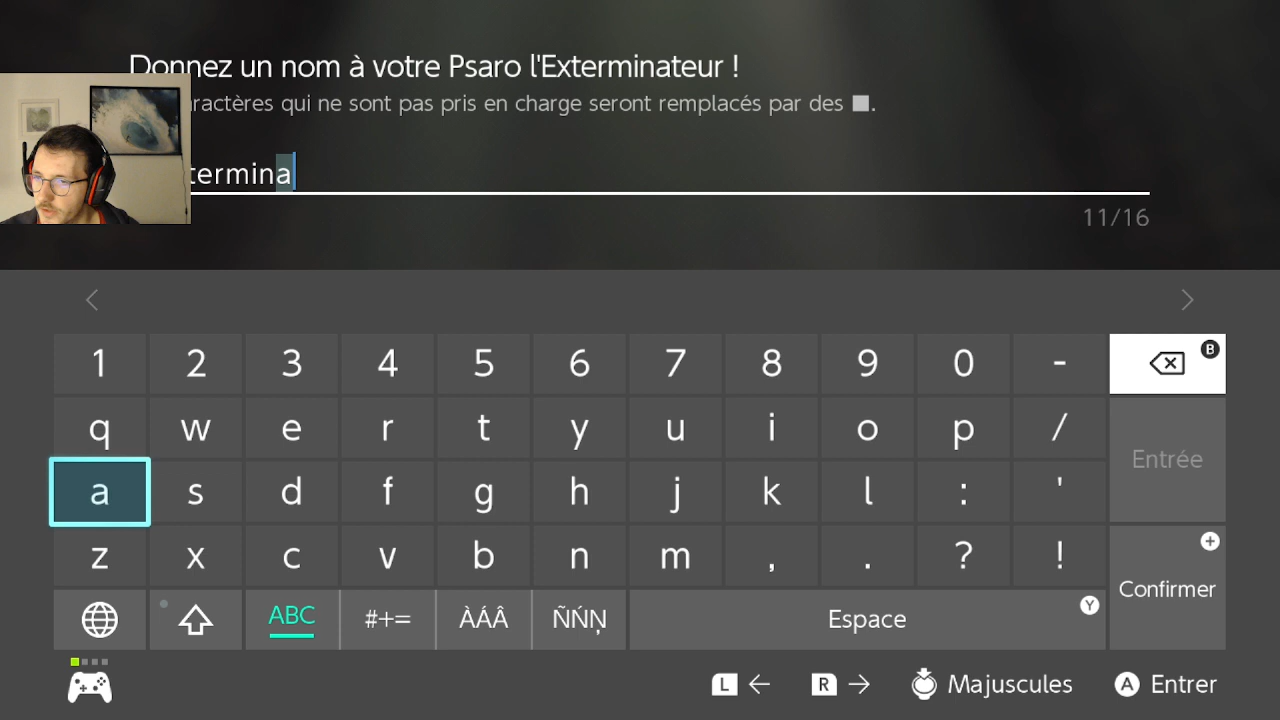 Donnez un nom à votre Psaro l'Exterminateur !
aractères qui ne sont pas pris en charge seront remplacés par des ■.
termina
11/16
1 2 3 4 5 6 7 8 9 0 - B
q w e r t y u i o p / Entrée
a s d f g h j k l : '
z x c v b n m , . ? ! + Confirmer
ABC #+= ÀÁÂ ÑŃŅ Espace Y
L ← R → Majuscules A Entrer